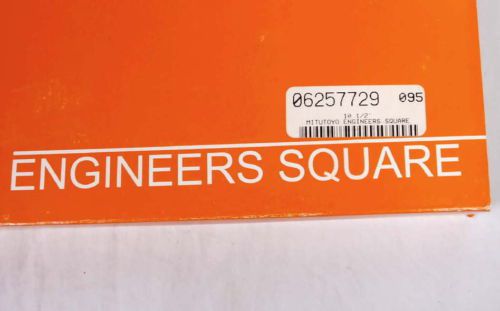 06257729 095
10 1/2"
MITUTOYO ENGINEERS SQUARE
ENGINEERS SQUARE